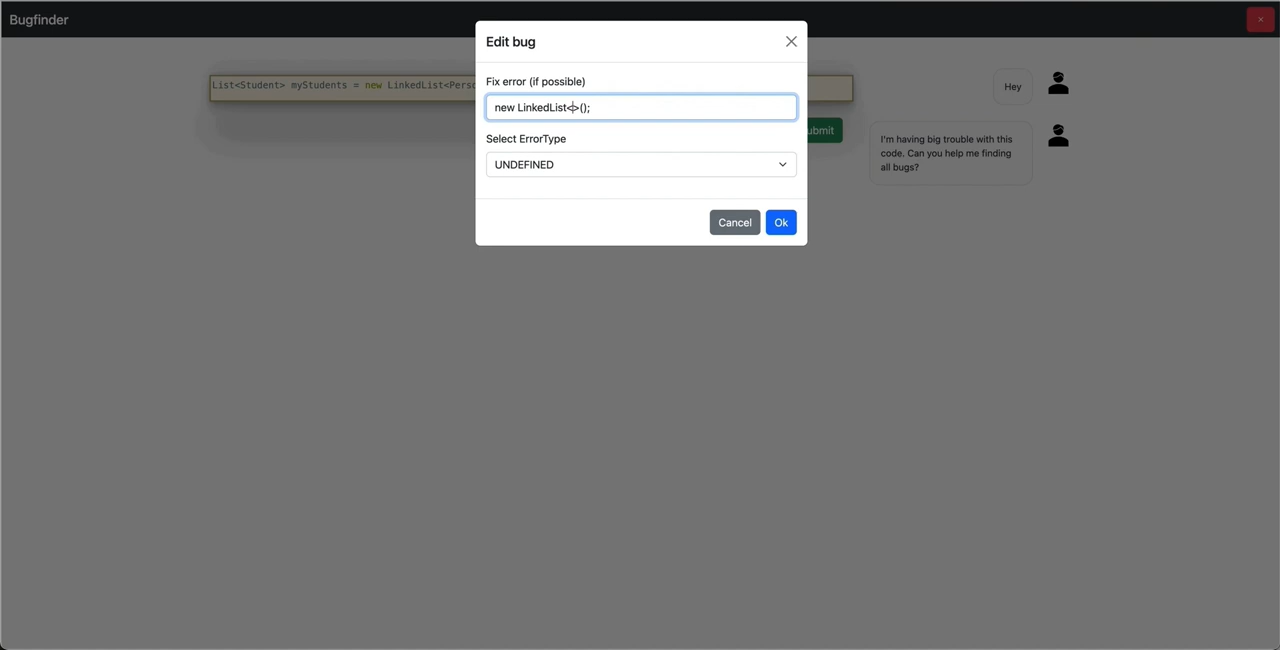 Bugfinder
×
Edit bug
Fix error (if possible)
new LinkedList<>();
Select ErrorType
UNDEFINED
Cancel
Ok
List<Student> myStudents = new LinkedList<Perso
ubmit
Hey
I'm having big trouble with this
code. Can you help me finding
all bugs?